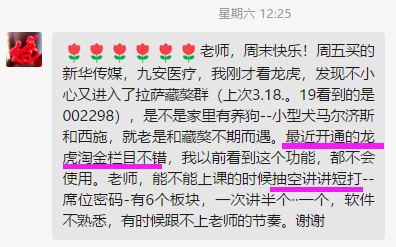 星期六 12:25
🌹🌹🌹🌹🌹🌹老师，周末快乐！周五买的
新华传媒，九安医疗，我刚才看龙虎，发现不小
心又进入了拉萨藏獒群（上次3.18.。19看到的是
002298），是不是家里有养狗--小型犬马尔济斯
和西施，就老是和藏獒不期而遇。最近开通的龙
虎淘金栏目不错，我以前看到这个功能，都不会
使用。老师，能不能上课的时候抽空讲讲短打--
席位密码-有6个板块，一次讲半个··一个，软件
不熟悉，有时候跟不上老师的节奏。谢谢